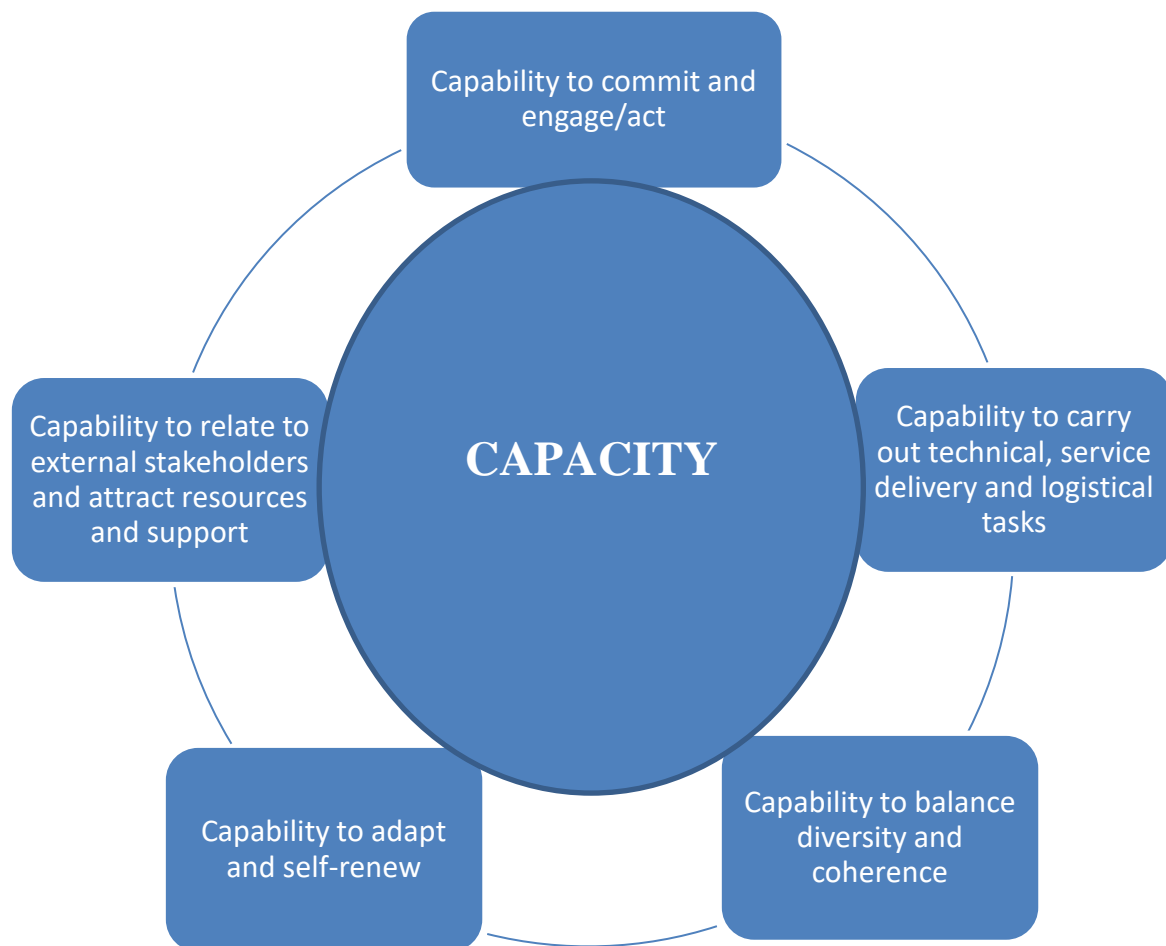 Capability to commit and
engage/act
Capability to relate to
external stakeholders
and attract resources
and support
CAPACITY
Capability to carry
out technical, service
delivery and logistical
tasks
Capability to adapt
and self-renew
Capability to balance
diversity and
coherence